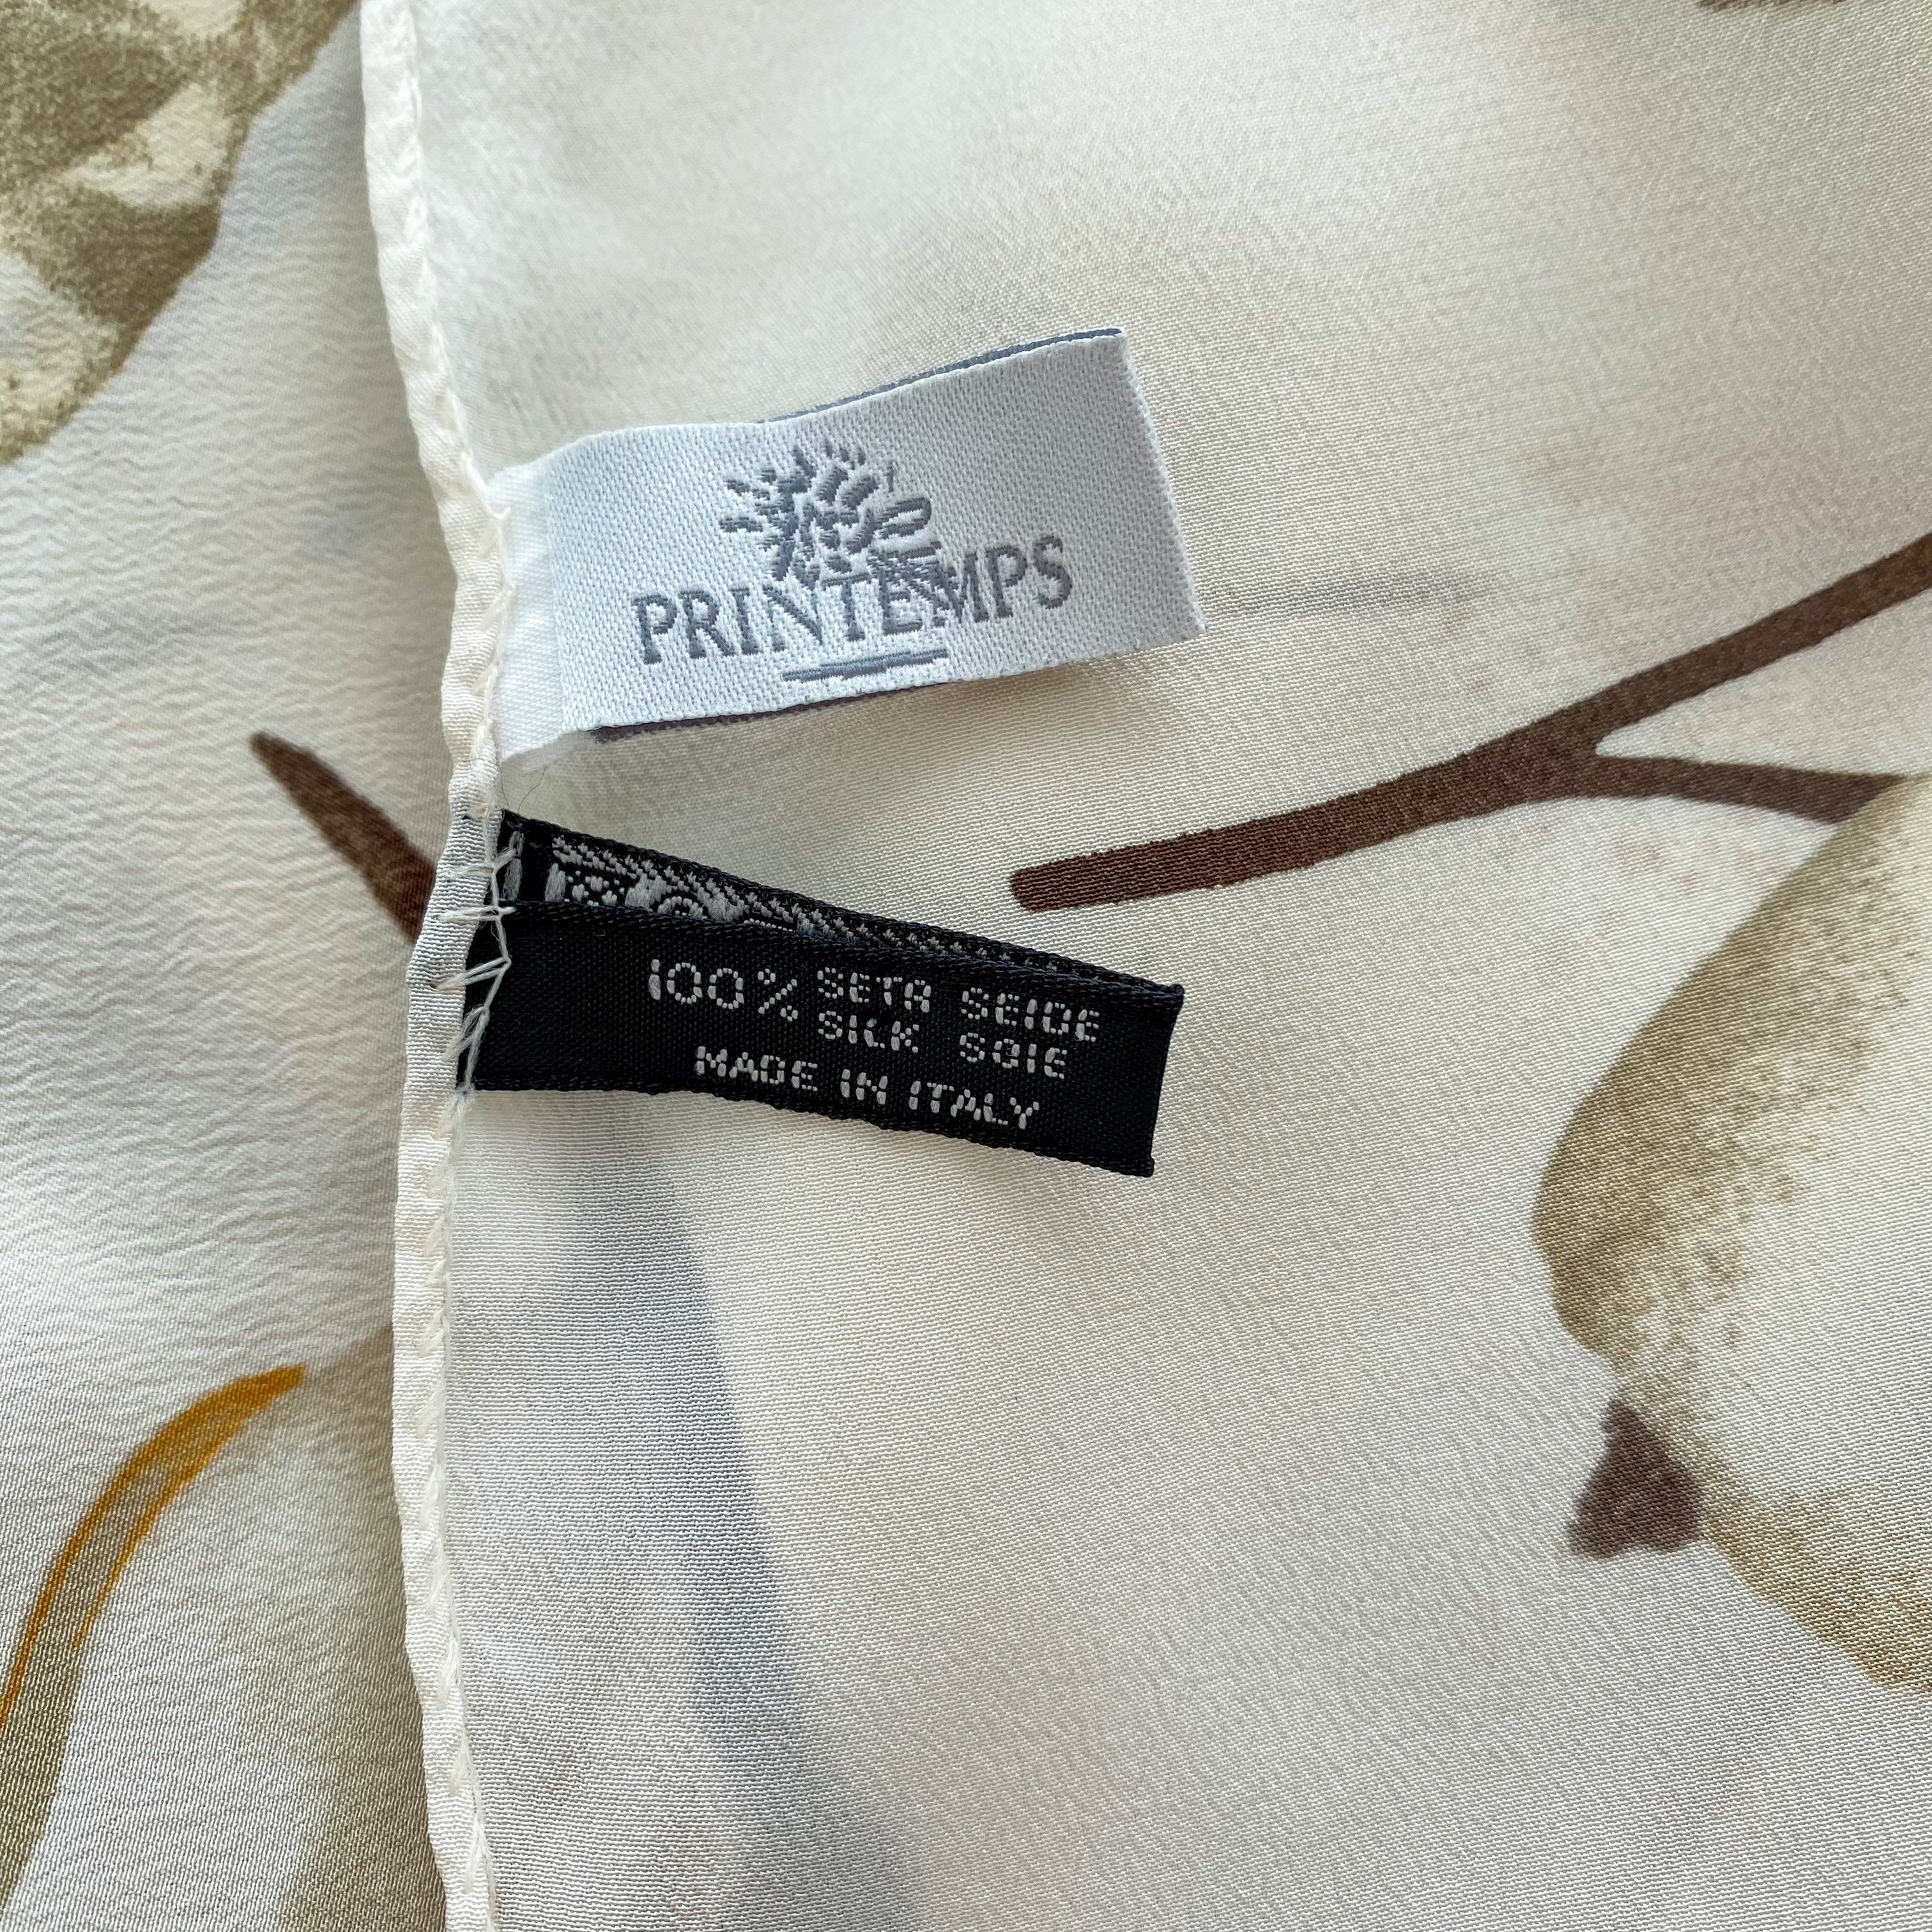 PRINTEMPS
100% SETA SEIDE
SILK SOIE
MADE IN ITALY